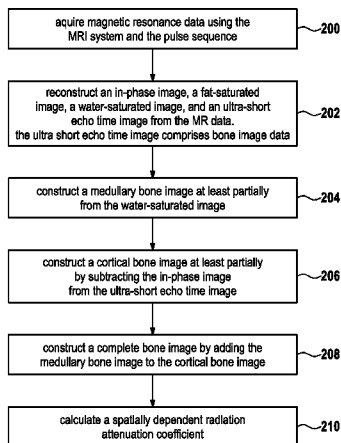 aquire magnetic resonance data using the
MRI system and the pulse sequence
200
reconstruct an in-phase image, a fat-saturated
image, a water-saturated image, and an ultra-short
echo time image from the MR data.
the ultra short echo time image comprises bone image data
202
construct a medullary bone image at least partially
from the water-saturated image
204
construct a cortical bone image at least partially
by subtracting the in-phase image
from the ultra-short echo time image
206
construct a complete bone image by adding the
medullary bone image to the cortical bone image
208
calculate a spatially dependent radiation
attenuation coefficient
210